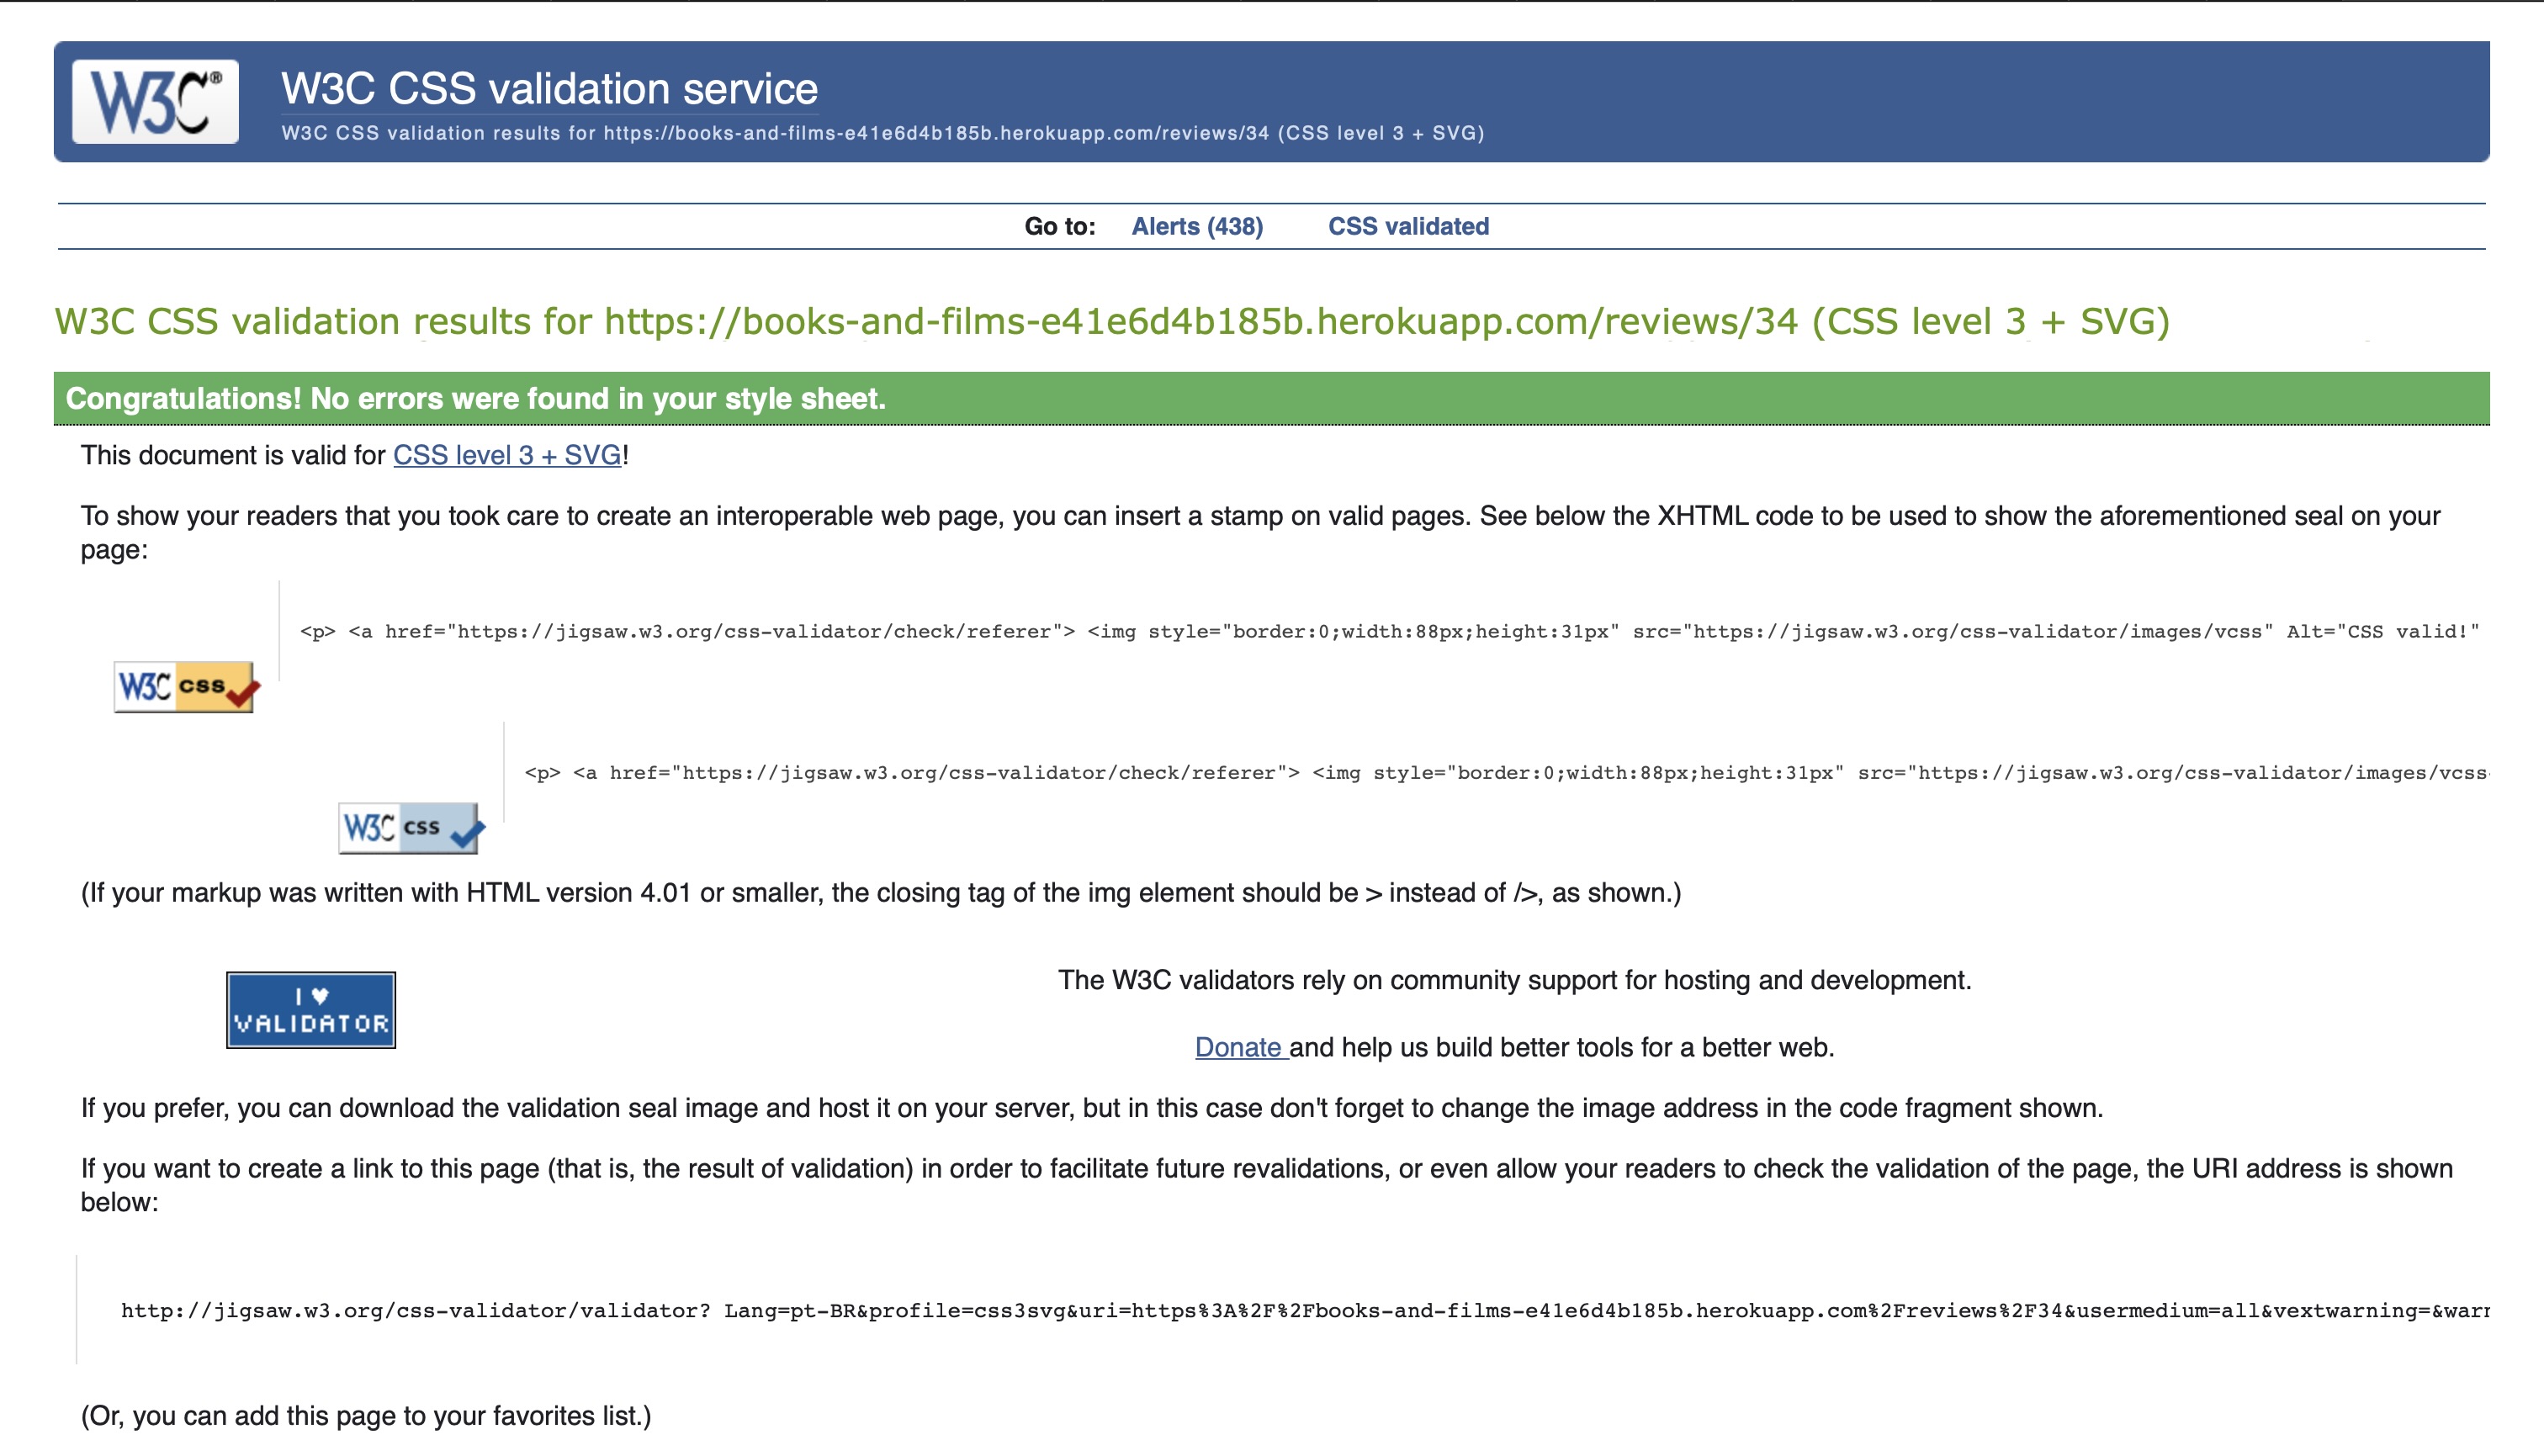 W3C®
W3C CSS validation service
W3C CSS validation results for https://books-and-films-e41e6d4b185b.herokuapp.com/reviews/34 (CSS level 3 + SVG)
Go to: Alerts (438) CSS validated
W3C CSS validation results for https://books-and-films-e41e6d4b185b.herokuapp.com/reviews/34 (CSS level 3 + SVG)
Congratulations! No errors were found in your style sheet.
This document is valid for CSS level 3 + SVG!
To show your readers that you took care to create an interoperable web page, you can insert a stamp on valid pages. See below the XHTML code to be used to show the aforementioned seal on your
page:
<p> <a href="https://jigsaw.w3.org/css-validator/check/referer"> <img style="border:0;width:88px;height:31px" src="https://jigsaw.w3.org/css-validator/images/vcss" Alt="CSS valid!"
W3C css
<p> <a href="https://jigsaw.w3.org/css-validator/check/referer"> <img style="border:0;width:88px;height:31px" src="https://jigsaw.w3.org/css-validator/images/vcss
W3C css
(If your markup was written with HTML version 4.01 or smaller, the closing tag of the img element should be > instead of />, as shown.)
I ♥
VALIDATOR
The W3C validators rely on community support for hosting and development.
Donate and help us build better tools for a better web.
If you prefer, you can download the validation seal image and host it on your server, but in this case don't forget to change the image address in the code fragment shown.
If you want to create a link to this page (that is, the result of validation) in order to facilitate future revalidations, or even allow your readers to check the validation of the page, the URI address is shown
below:
http://jigsaw.w3.org/css-validator/validator? Lang=pt-BR&profile=css3svg&uri=https%3A%2F%2Fbooks-and-films-e41e6d4b185b.herokuapp.com%2Freviews%2F34&usermedium=all&vextwarning=&warn
(Or, you can add this page to your favorites list.)